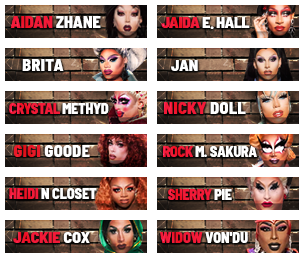 AIDAN ZHANE
JAIDA E. HALL
BRITA
JAN
CRYSTAL METHYD
NICKY DOLL
GIGI GOODE
ROCK M. SAKURA
HEIDI N CLOSET
SHERRY PIE
JACKIE COX
WIDOW VON'DU